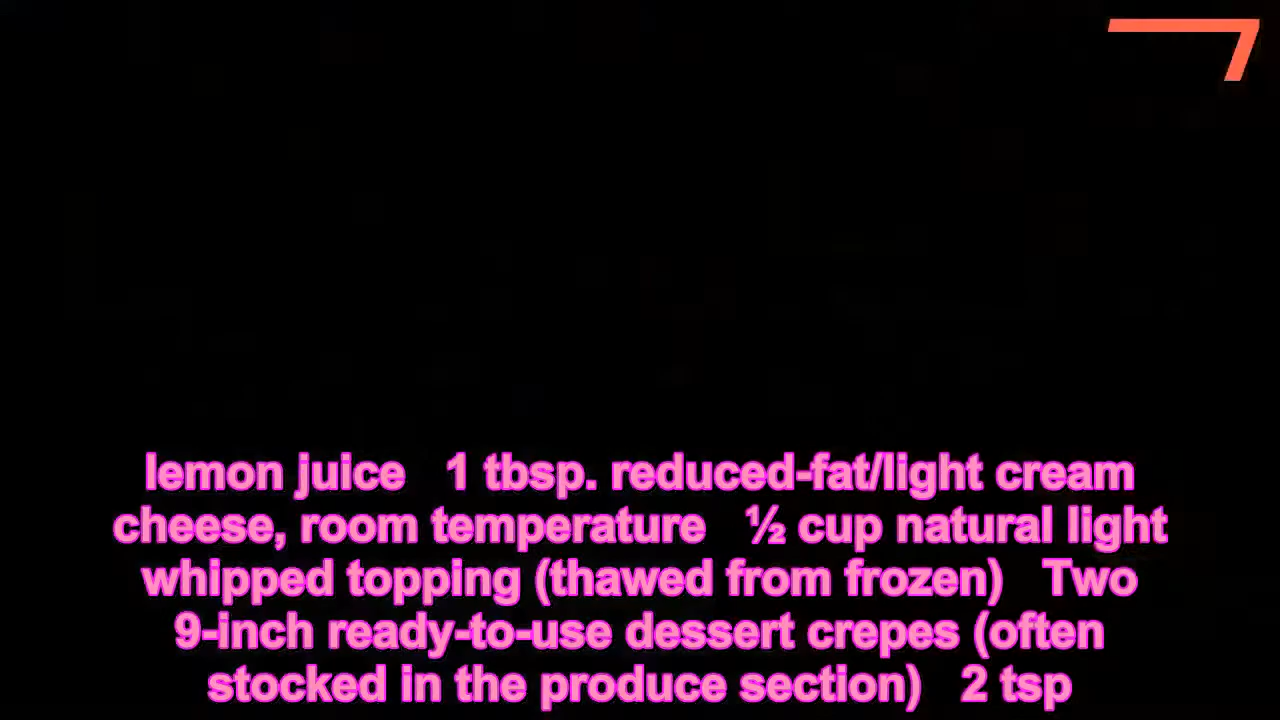 lemon juice   1 tbsp. reduced-fat/light cream
cheese, room temperature   ½ cup natural light
whipped topping (thawed from frozen)   Two
9-inch ready-to-use dessert crepes (often
stocked in the produce section)   2 tsp